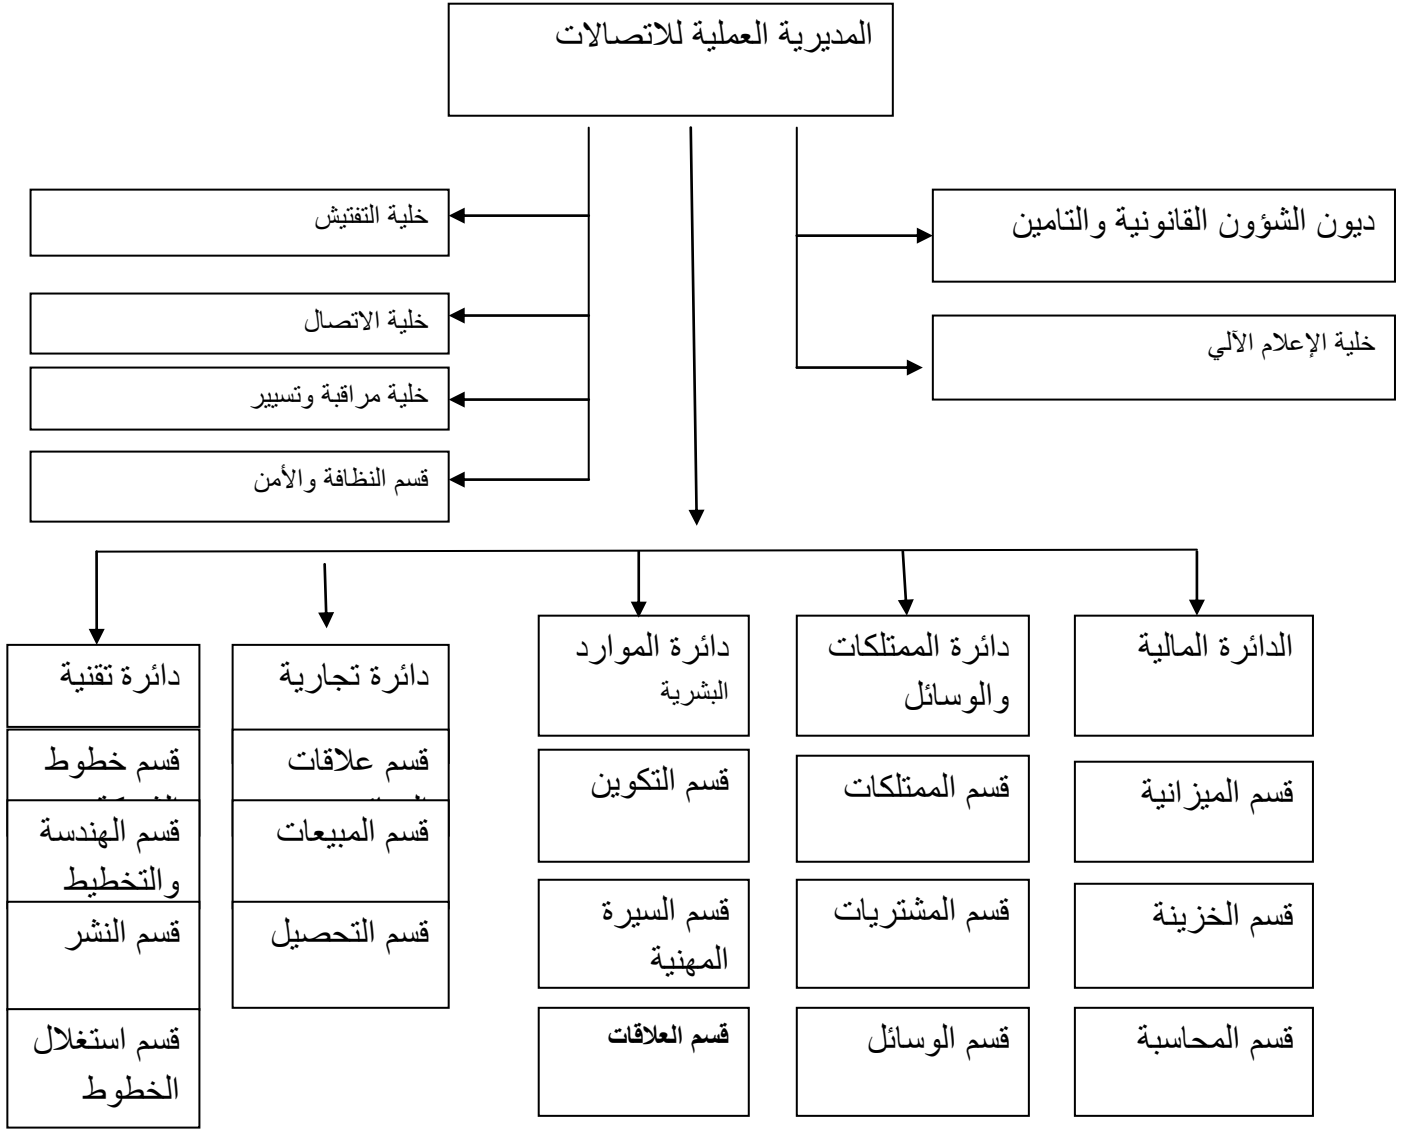 المديرية العملية للاتصالات
ديون الشؤون القانونية والتامين
خلية الإعلام الآلي
خلية التفتيش
خلية الاتصال
خلية مراقبة وتسيير
قسم النظافة والأمن
الدائرة المالية
قسم الميزانية
قسم الخزينة
قسم المحاسبة
دائرة الممتلكات
والوسائل
قسم الممتلكات
قسم المشتريات
قسم الوسائل
دائرة الموارد
البشرية
قسم التكوين
قسم السيرة
المهنية
قسم العلاقات
دائرة تجارية
قسم علاقات
قسم المبيعات
قسم التحصيل
دائرة تقنية
قسم خطوط
قسم الهندسة
والتخطيط
قسم النشر
قسم استغلال
الخطوط